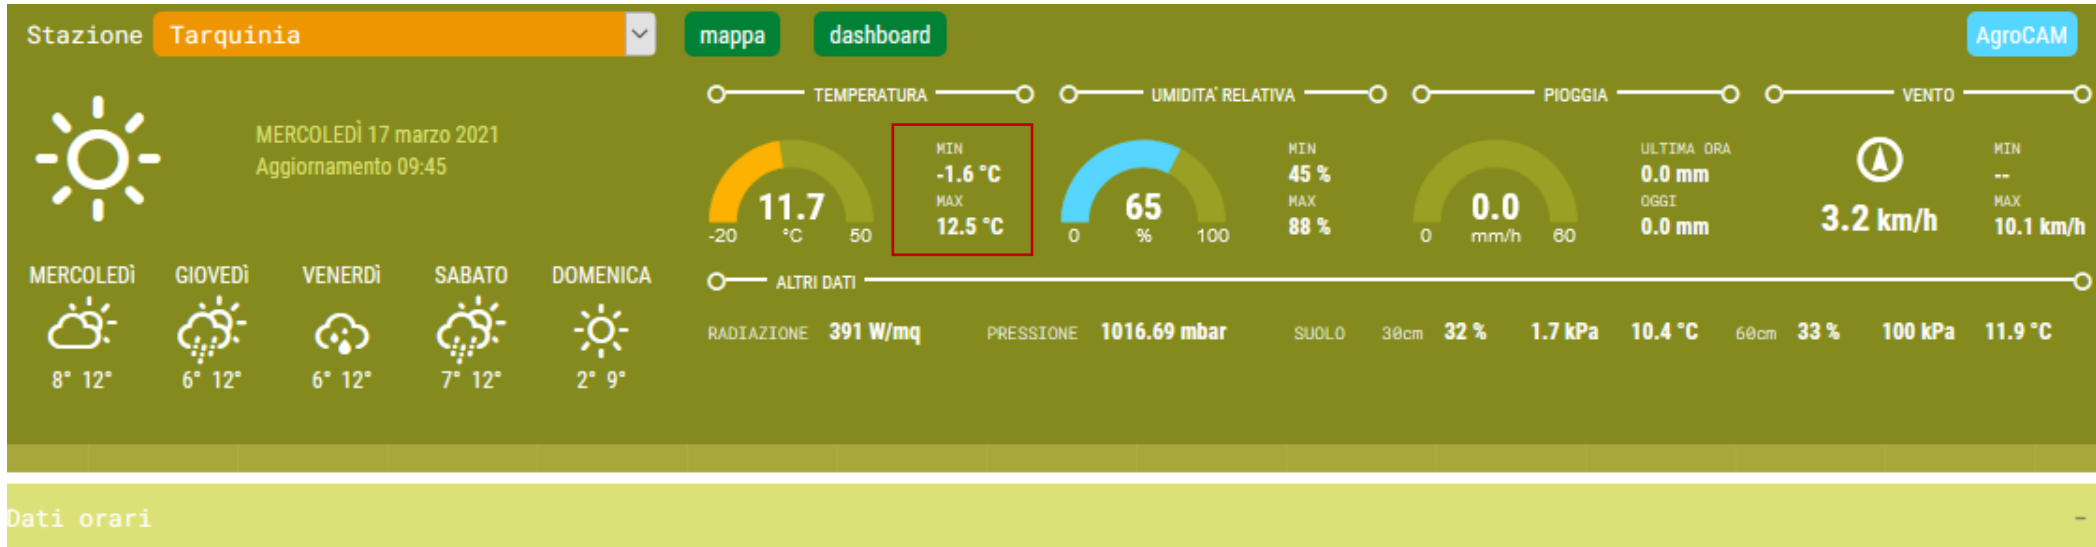 Stazione Tarquinia mappa dashboard AgroCAM
MERCOLEDÌ 17 marzo 2021
Aggiornamento 09:45
TEMPERATURA
11.7
°C
-20 50
MIN
-1.6 °C
MAX
12.5 °C
UMIDITA' RELATIVA
65
%
0 100
MIN
45 %
MAX
88 %
PIOGGIA
0.0
mm/h
0 60
ULTIMA ORA
0.0 mm
OGGI
0.0 mm
VENTO
3.2 km/h
MIN
--
MAX
10.1 km/h
MERCOLEDÌ GIOVEDÌ VENERDÌ SABATO DOMENICA
8° 12° 6° 12° 6° 12° 7° 12° 2° 9°
ALTRI DATI
RADIAZIONE 391 W/mq PRESSIONE 1016.69 mbar SUOLO 30cm 32 % 1.7 kPa 10.4 °C 60cm 33 % 100 kPa 11.9 °C
Dati orari -